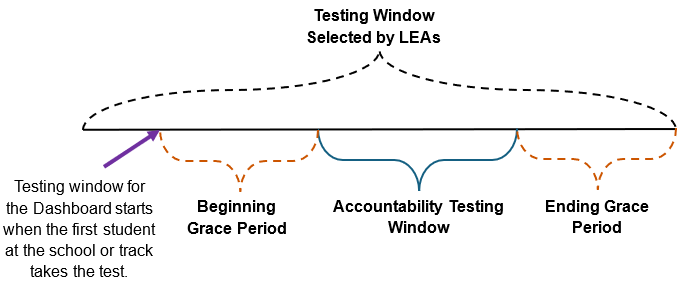 Testing Window
Selected by LEAs
Testing window for
the Dashboard starts
when the first student
at the school or track
takes the test.
Beginning
Grace Period
Accountability Testing
Window
Ending Grace
Period